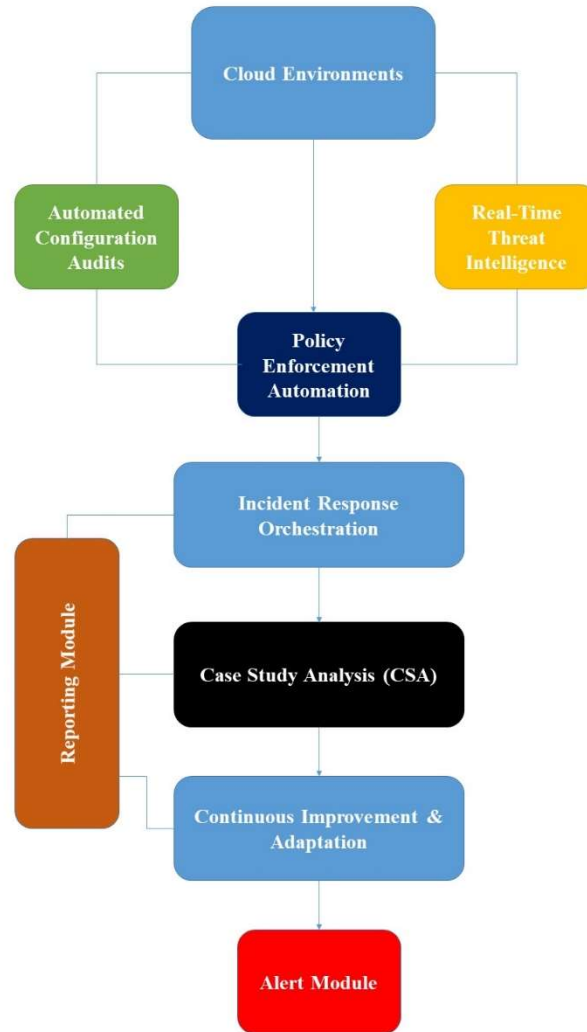 Cloud Environments
Automated
Configuration
Audits
Real-Time
Threat
Intelligence
Policy
Enforcement
Automation
Incident Response
Orchestration
Reporting Module
Case Study Analysis (CSA)
Continuous Improvement &
Adaptation
Alert Module